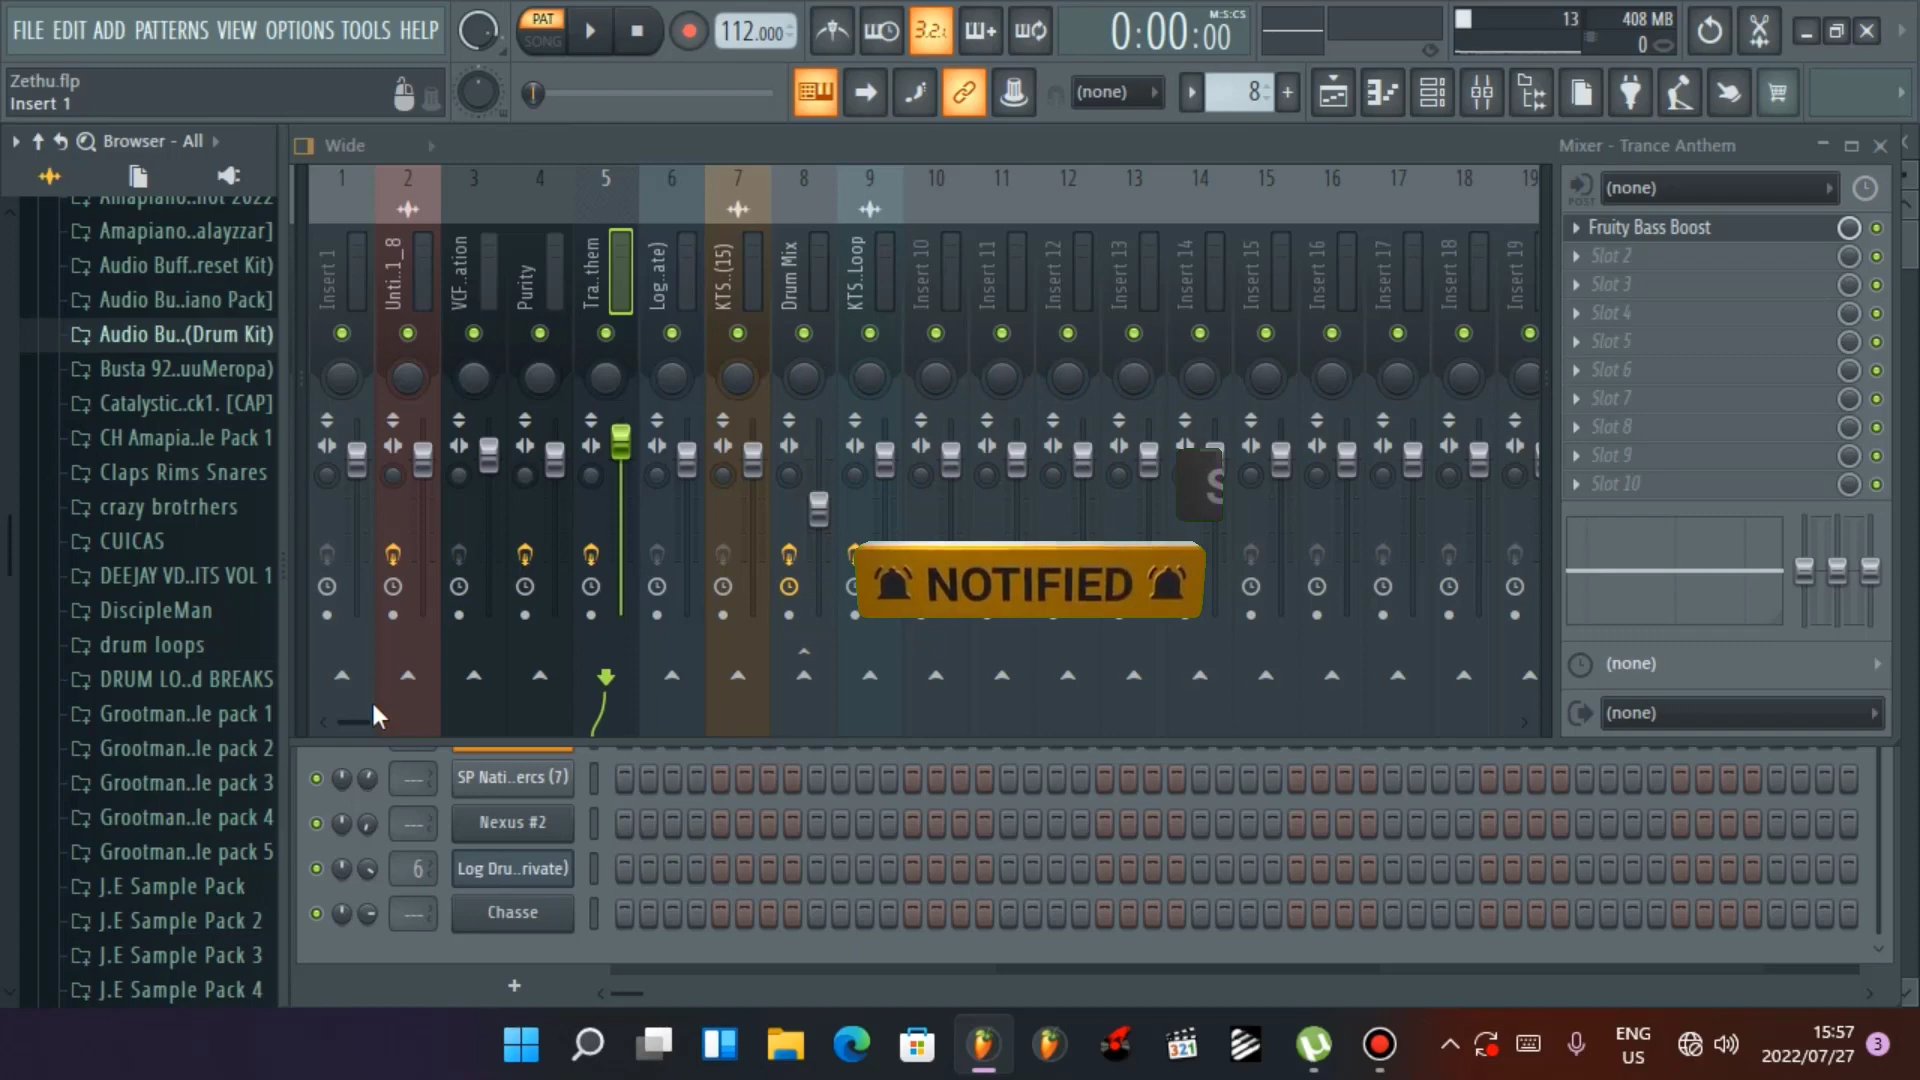 FILE EDIT ADD PATTERNS VIEW OPTIONS TOOLS HELP
PAT
SONG
112.000
3.2.
0:00:00
M:S:CS
13
408 MB
0
Zethu.flp
Insert 1
(none)
8
Browser - All
Wide
Mixer - Trance Anthem
Amapiano..alayzzar]
Audio Buff..reset Kit)
Audio Bu..iano Pack]
Audio Bu..(Drum Kit)
Busta 92..uuMeropa)
Catalystic..ck1. [CAP]
CH Amapia..le Pack 1
Claps Rims Snares
crazy brotrhers
CUICAS
DEEJAY VD..ITS VOL 1
DiscipleMan
drum loops
DRUM LO..d BREAKS
Grootman..le pack 1
Grootman..le pack 2
Grootman..le pack 3
Grootman..le pack 4
Grootman..le pack 5
J.E Sample Pack
J.E Sample Pack 2
J.E Sample Pack 3
J.E Sample Pack 4
1 2 3 4 5 6 7 8 9 10 11 12 13 14 15 16 17 18 19
Insert 1
Unti..1_8
VCF..ation
Purity
Tra..them
Log..ate)
KTS..(15)
Drum Mix
KTS..Loop
Insert 10
Insert 11
Insert 12
Insert 13
Insert 14
Insert 15
Insert 16
Insert 17
Insert 18
Insert 19
S
NOTIFIED
POST
(none)
Fruity Bass Boost
Slot 2
Slot 3
Slot 4
Slot 5
Slot 6
Slot 7
Slot 8
Slot 9
Slot 10
(none)
(none)
SP Nati..ercs (7)
Nexus #2
6
Log Dru..rivate)
Chasse
+
321
ENG
US
15:57
2022/07/27
3